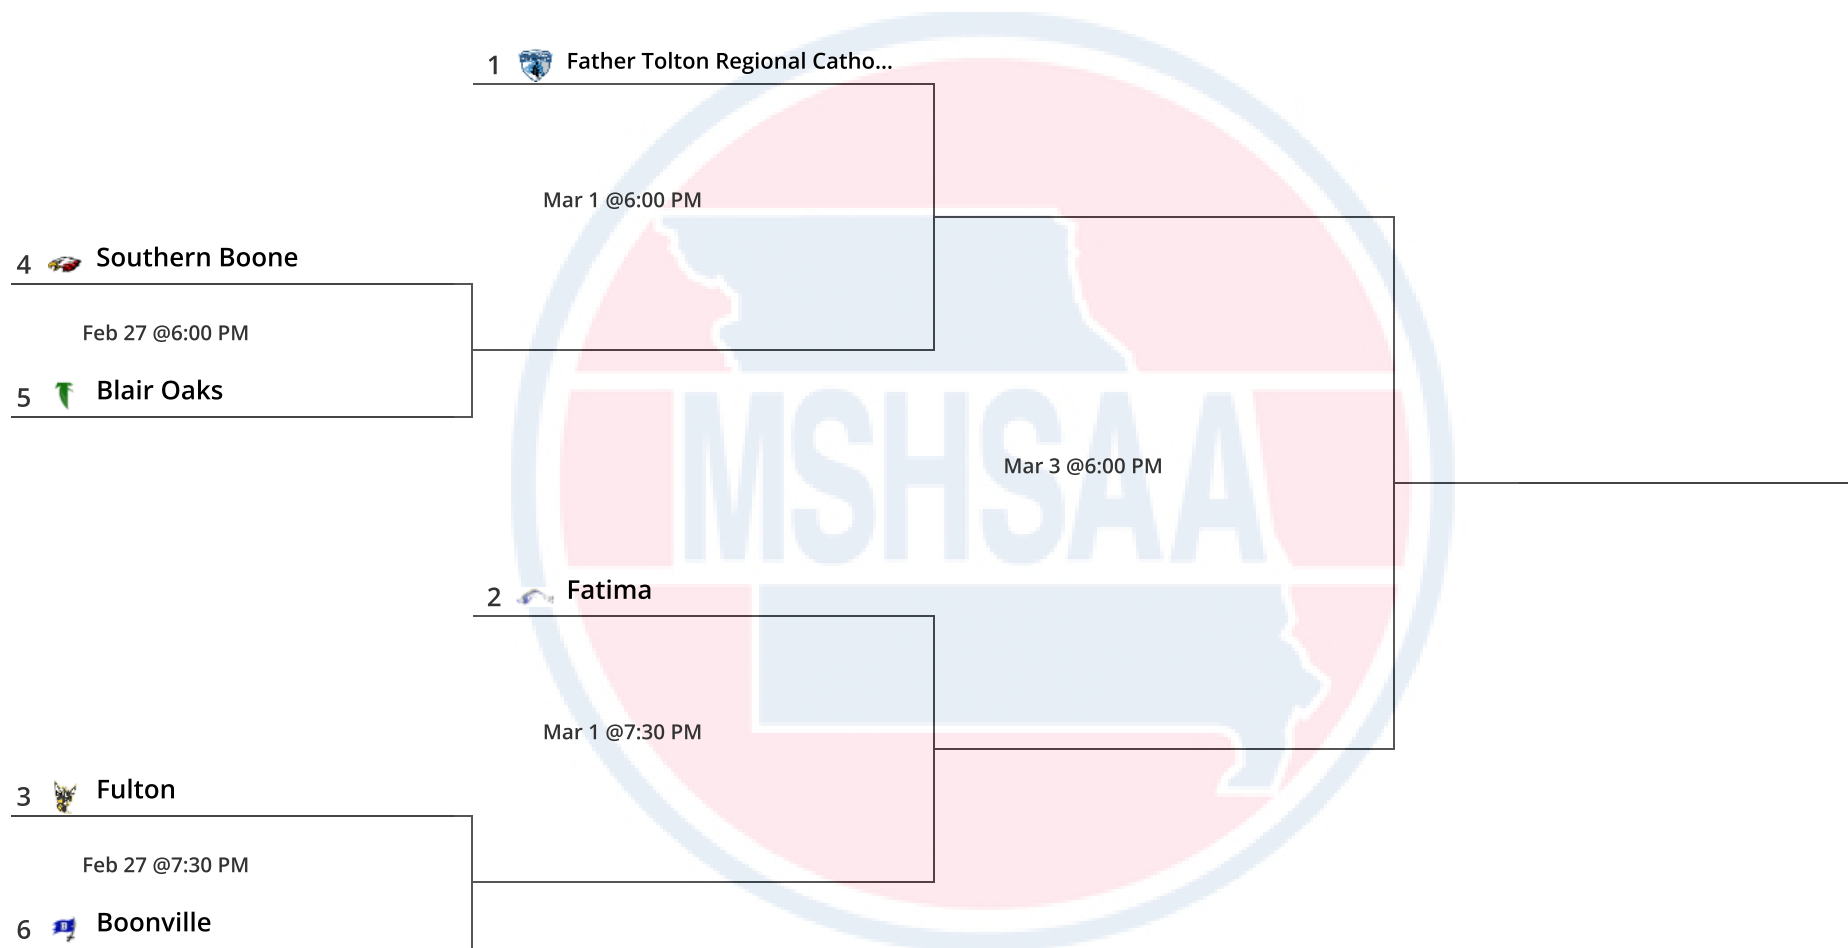 1 Father Tolton Regional Catho...
Mar 1 @6:00 PM
4 Southern Boone
Feb 27 @6:00 PM
5 Blair Oaks
MSHSAA
Mar 3 @6:00 PM
2 Fatima
Mar 1 @7:30 PM
3 Fulton
Feb 27 @7:30 PM
6 Boonville